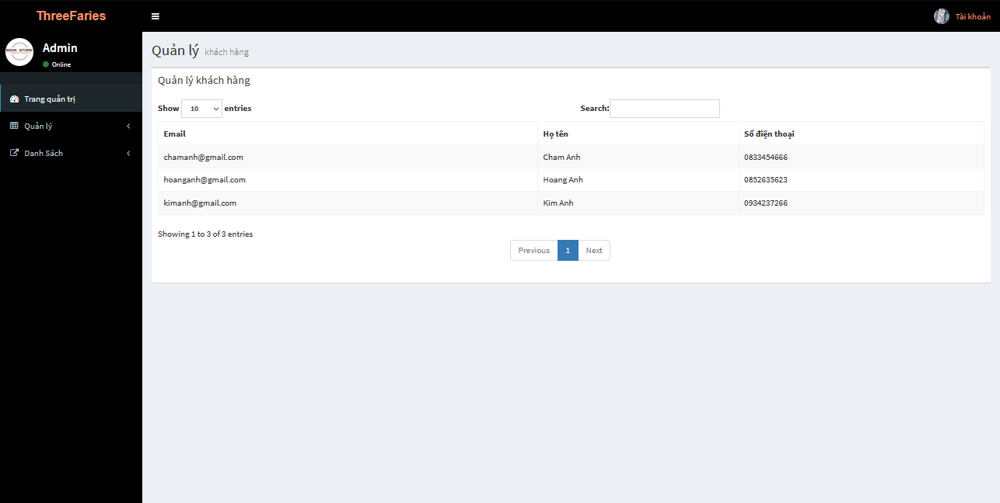 ThreeFaries
Tài khoản
Admin
Online
Trang quản trị
Quản lý
Danh Sách
Quản lý khách hàng
Quản lý khách hàng
Show 10 entries
Search:
Email Họ tên Số điện thoại
chamanh@gmail.com Cham Anh 0833454666
hoanganh@gmail.com Hoang Anh 0852635623
kimanh@gmail.com Kim Anh 0934237266
Showing 1 to 3 of 3 entries
Previous 1 Next